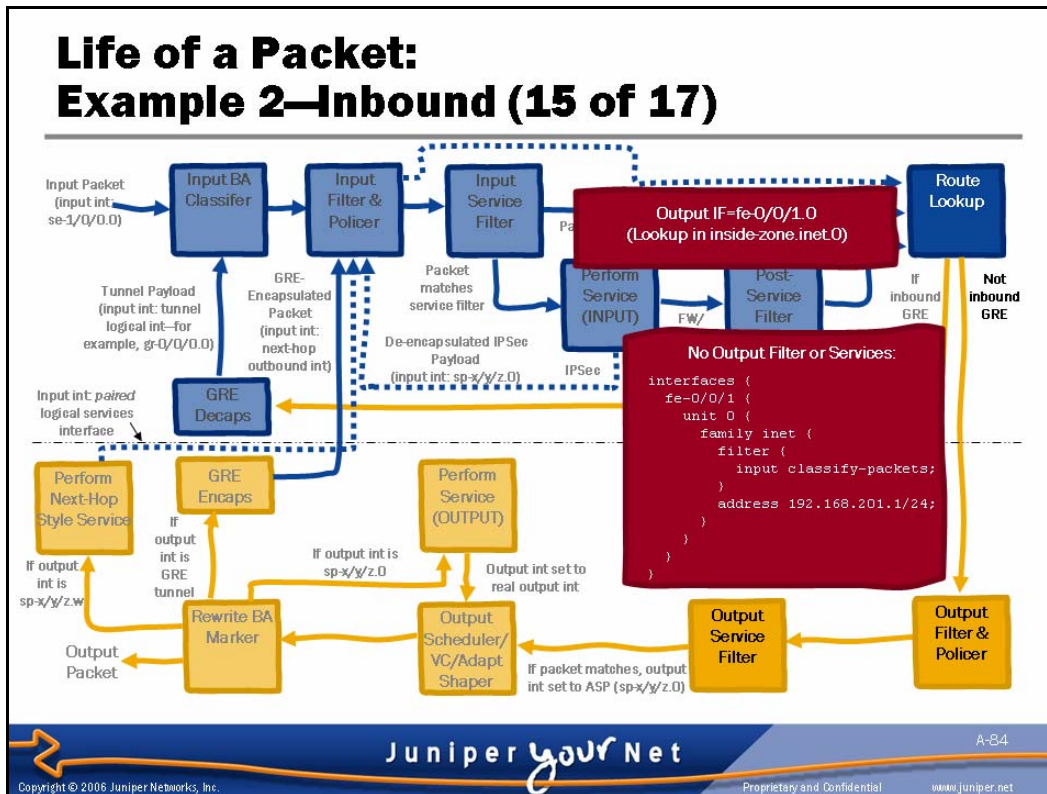 Life of a Packet:
Example 2—Inbound (15 of 17)
Input Packet
(input int:
se-1/0/0.0)
Input BA
Classifer
Input
Filter &
Policer
Input
Service
Filter
Route
Lookup
Output IF=fe-0/0/1.0
(Lookup in inside-zone.inet.0)
Tunnel Payload
(input int: tunnel
logical int—for
example, gr-0/0/0.0)
GRE-
Encapsulated
Packet
(input int:
next-hop
outbound int)
Packet
matches
service filter
Perform
Service
(INPUT)
FW/
Post-
Service
Filter
If
inbound
GRE
Not
inbound
GRE
De-encapsulated IPSec
Payload
(input int: sp-x/y/z.0)
IPSec
Input int: paired
logical services
interface
GRE
Decaps
No Output Filter or Services:
interfaces {
fe-0/0/1 {
unit 0 {
family inet {
filter {
input classify-packets;
}
address 192.168.201.1/24;
}
}
}
}
Perform
Next-Hop
Style Service
GRE
Encaps
Perform
Service
(OUTPUT)
If output
int is
sp-x/y/z.w
If
output
int is
GRE
tunnel
If output int is
sp-x/y/z.0
Output int set to
real output int
Rewrite BA
Marker
Output
Packet
Output
Scheduler/
VC/Adapt
Shaper
If packet matches, output
int set to ASP (sp-x/y/z.0)
Output
Service
Filter
Output
Filter &
Policer
Juniper your Net
A-84
Copyright © 2006 Juniper Networks, Inc.
Proprietary and Confidential
www.juniper.net